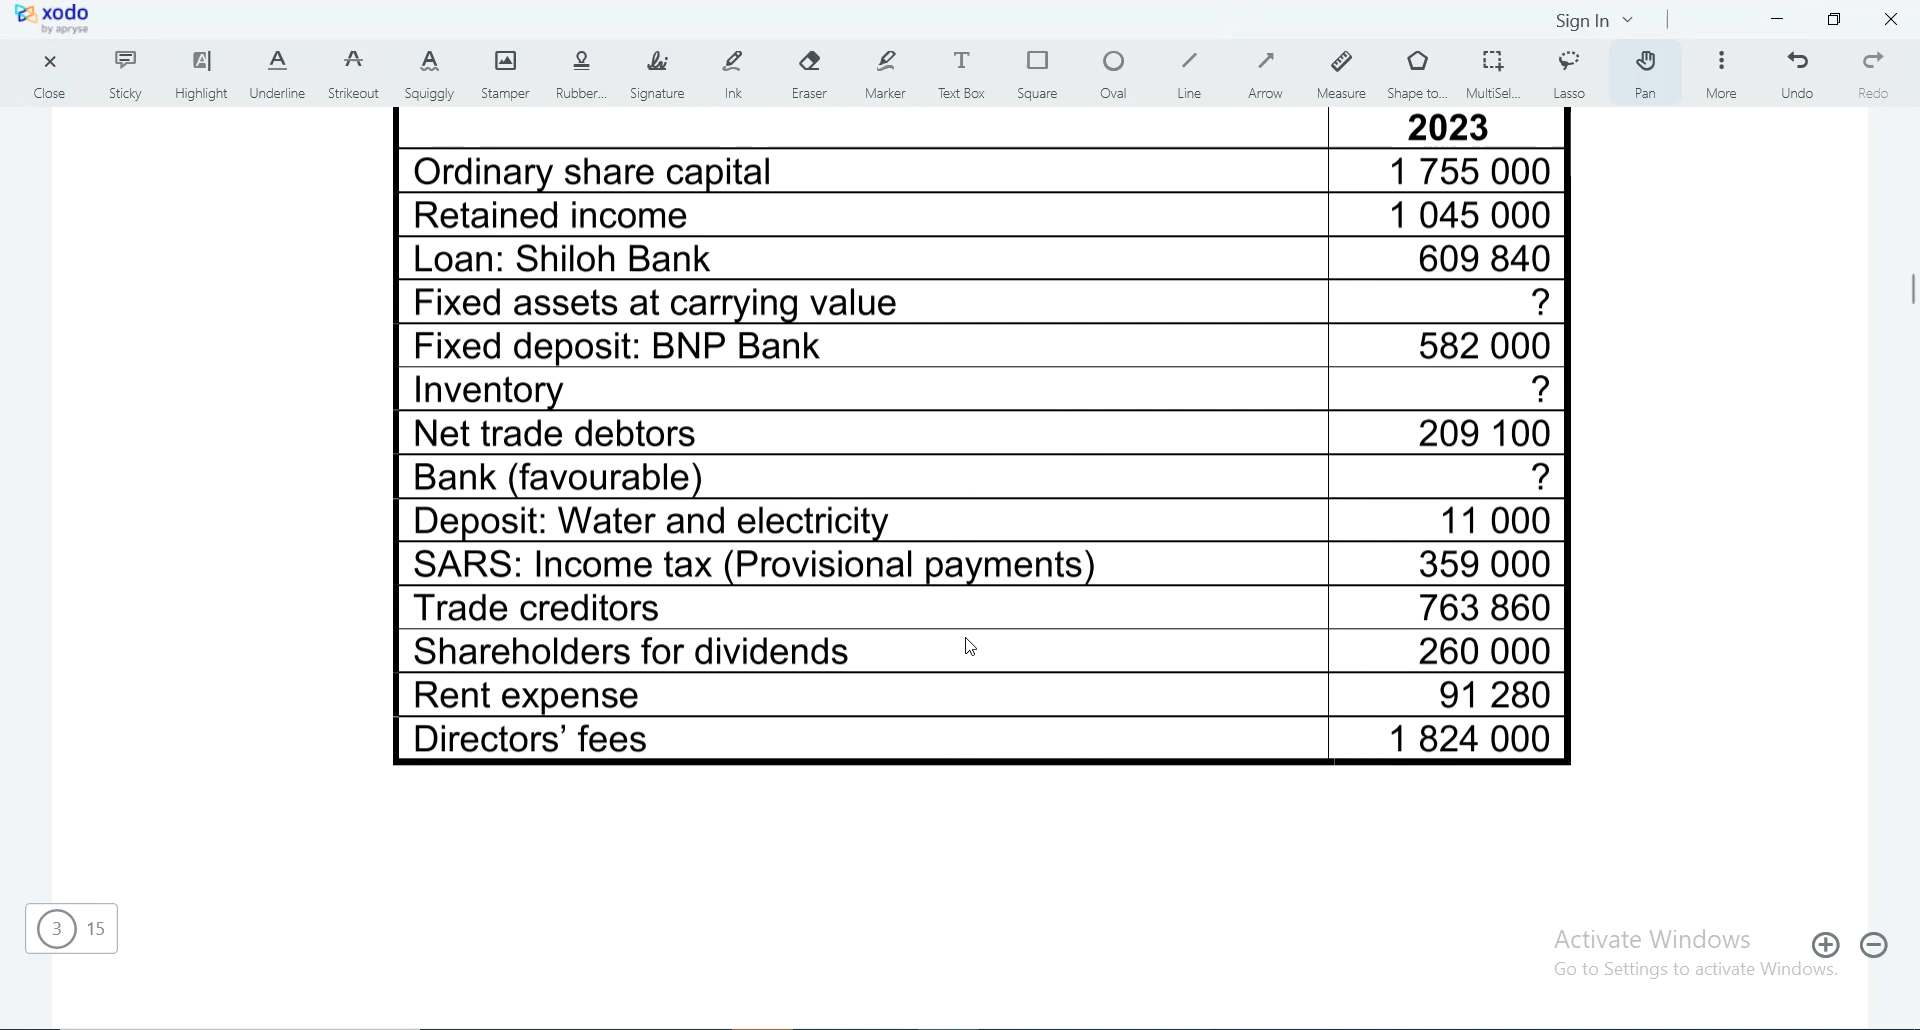 xodo
by apryse
Sign In
Close Sticky Highlight Underline Strikeout Squiggly Stamper Rubber... Signature Ink Eraser Marker Text Box Square Oval Line Arrow Measure Shape to... MultiSel... Lasso Pan More Undo Redo
2023
Ordinary share capital 1 755 000
Retained income 1 045 000
Loan: Shiloh Bank 609 840
Fixed assets at carrying value ?
Fixed deposit: BNP Bank 582 000
Inventory ?
Net trade debtors 209 100
Bank (favourable) ?
Deposit: Water and electricity 11 000
SARS: Income tax (Provisional payments) 359 000
Trade creditors 763 860
Shareholders for dividends 260 000
Rent expense 91 280
Directors’ fees 1 824 000
3 15
Activate Windows
Go to Settings to activate Windows.